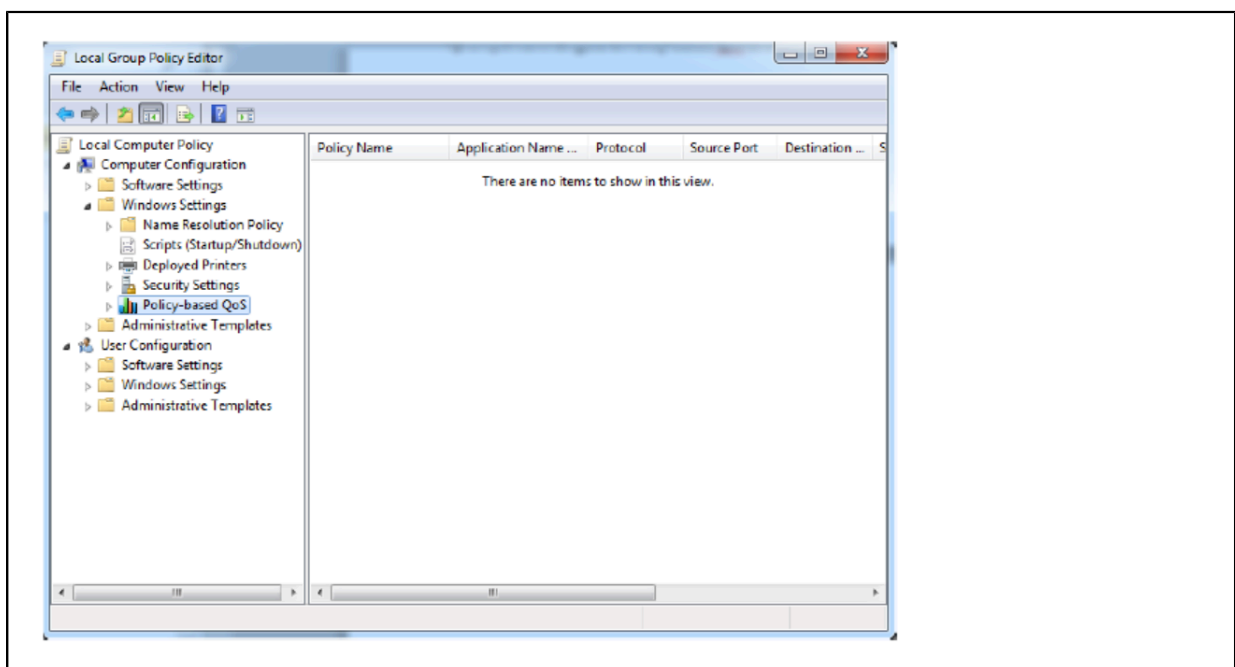 Local Group Policy Editor
File Action View Help
Local Computer Policy
Computer Configuration
Software Settings
Windows Settings
Name Resolution Policy
Scripts (Startup/Shutdown)
Deployed Printers
Security Settings
Policy-based QoS
Administrative Templates
User Configuration
Software Settings
Windows Settings
Administrative Templates
Policy Name Application Name ... Protocol Source Port Destination ... S
There are no items to show in this view.